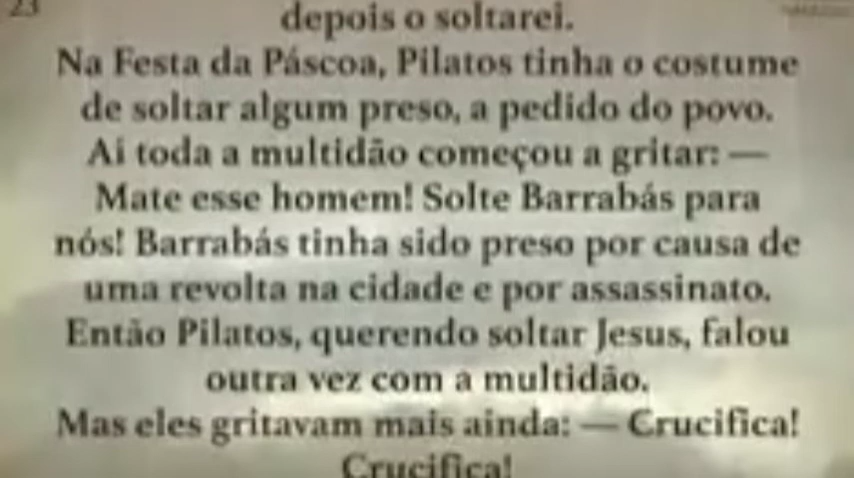 23
depois o soltarei.
Na Festa da Páscoa, Pilatos tinha o costume
de soltar algum preso, a pedido do povo.
Aí toda a multidão começou a gritar: —
Mate esse homem! Solte Barrabás para
nós! Barrabás tinha sido preso por causa de
uma revolta na cidade e por assassinato.
Então Pilatos, querendo soltar Jesus, falou
outra vez com a multidão.
Mas eles gritavam mais ainda: — Crucifica!
Crucifica!